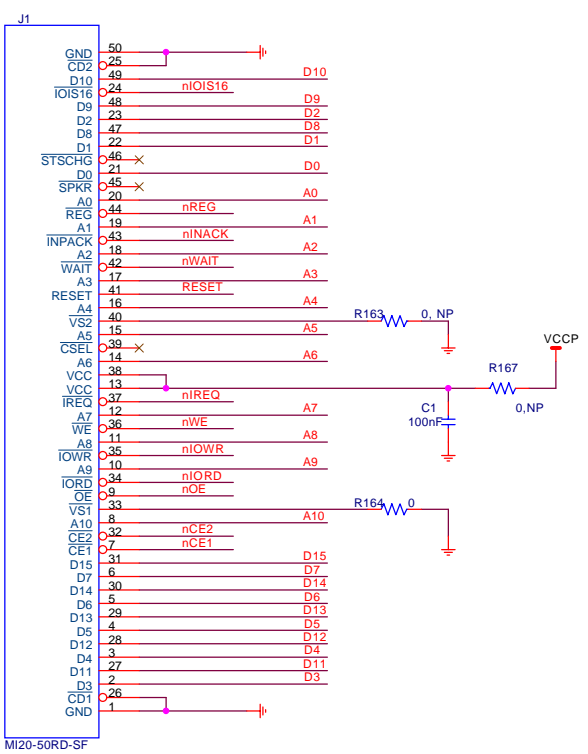 J1
GND 50
CD2 25
D10 49 D10
IOIS16 24 nIOIS16
D9 48 D9
D2 23 D2
D8 47 D8
D1 22 D1
STSCHG 46
D0 21 D0
SPKR 45
A0 20 A0
REG 44 nREG
A1 19 A1
INPACK 43 nINACK
A2 18 A2
WAIT 42 nWAIT
A3 17 A3
RESET 41 RESET
A4 16 A4
VS2 40 R163 0, NP
A5 15 A5
CSEL 39
A6 14 A6
VCCP
VCC 38 R167
VCC 13 0,NP
IREQ 37 nIREQ
A7 12 A7
C1
100nF
WE 36 nWE
A8 11 A8
IOWR 35 nIOWR
A9 10 A9
IORD 34 nIORD
OE 9 nOE
VS1 33 R164 0
A10 8 A10
CE2 32 nCE2
CE1 7 nCE1
D15 31 D15
D7 6 D7
D14 30 D14
D6 5 D6
D13 29 D13
D5 4 D5
D12 28 D12
D4 3 D4
D11 27 D11
D3 2 D3
CD1 26
GND 1
MI20-50RD-SF